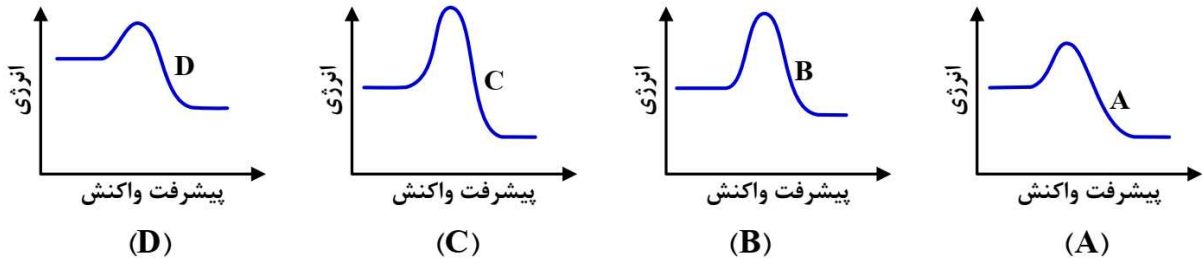 انرژی
A
پیشرفت واکنش
(A)
انرژی
B
پیشرفت واکنش
(B)
انرژی
C
پیشرفت واکنش
(C)
انرژی
D
پیشرفت واکنش
(D)